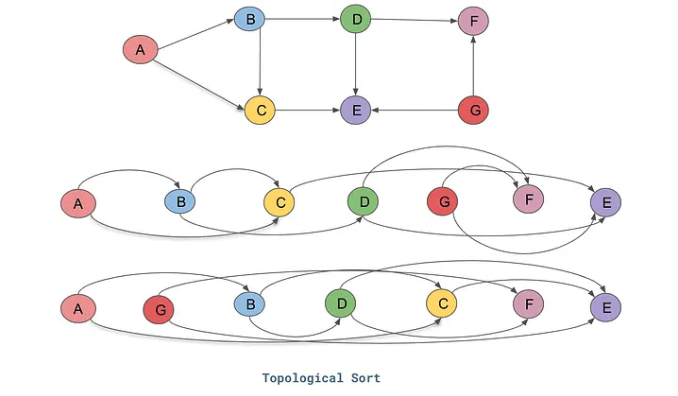 B D F
A
C E G
A B C D G F E
A G B D C F E
Topological Sort